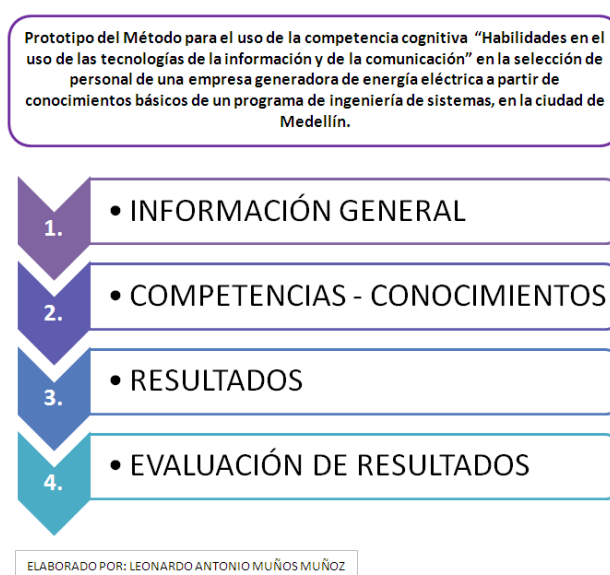 Prototipo del Método para el uso de la competencia cognitiva “Habilidades en el
uso de las tecnologías de la información y de la comunicación” en la selección de
personal de una empresa generadora de energía eléctrica a partir de
conocimientos básicos de un programa de ingeniería de sistemas, en la ciudad de
Medellín.
1. • INFORMACIÓN GENERAL
2. • COMPETENCIAS - CONOCIMIENTOS
3. • RESULTADOS
4. • EVALUACIÓN DE RESULTADOS
ELABORADO POR: LEONARDO ANTONIO MUÑOS MUÑOZ